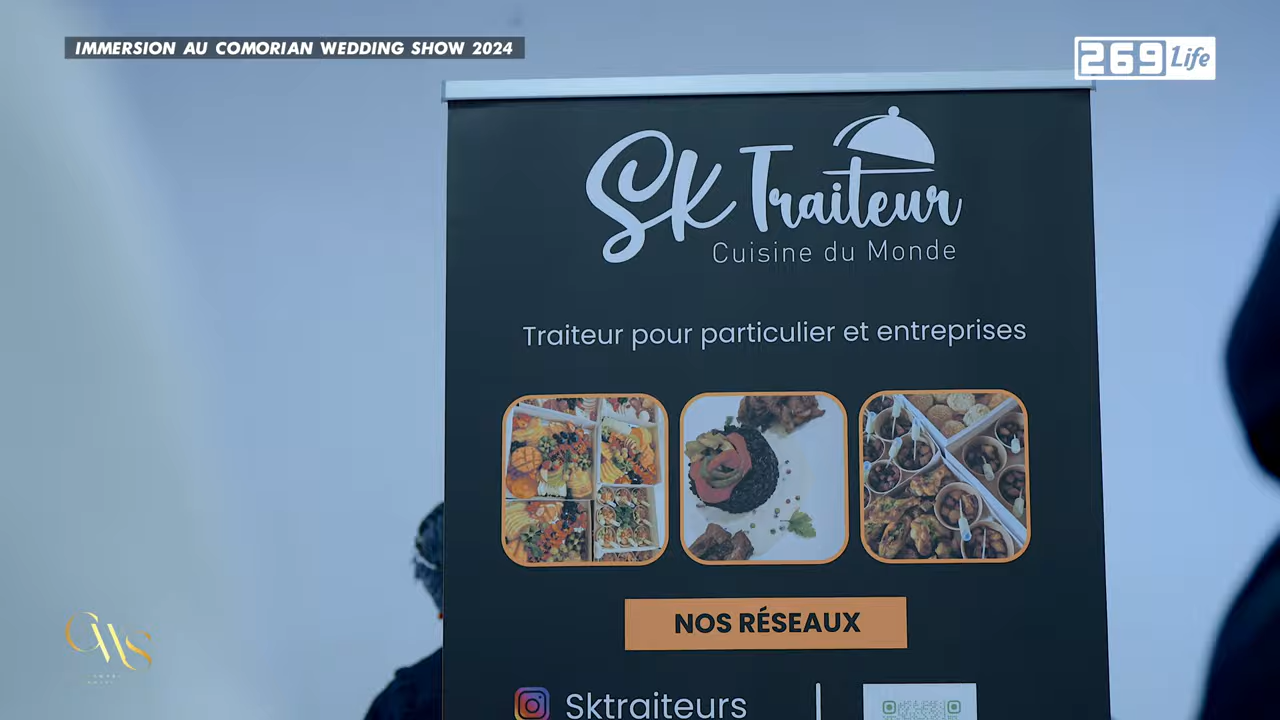 IMMERSION AU COMORIAN WEDDING SHOW 2024
269 Life
SK Traiteur
Cuisine du Monde
Traiteur pour particulier et entreprises
NOS RÉSEAUX
Sktraiteurs
CWS